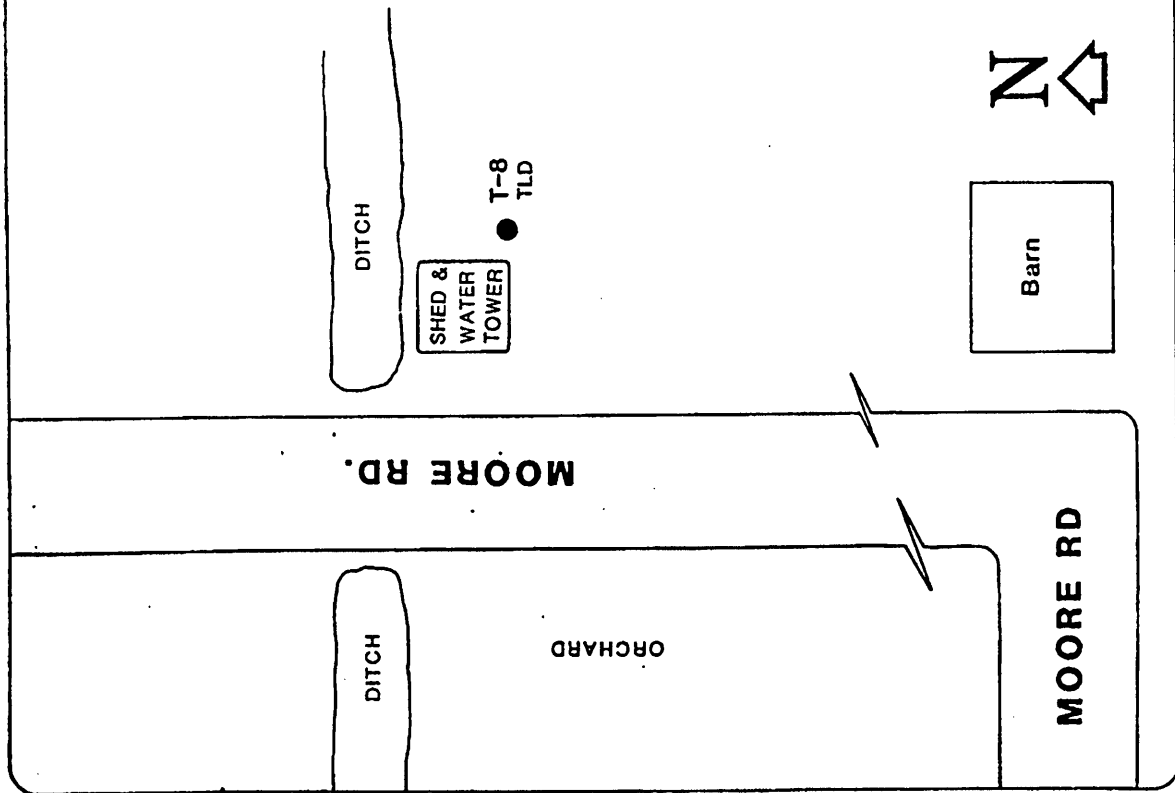 DITCH
SHED &
WATER
TOWER
T-8
TLD
N
Barn
MOORE RD.
DITCH
ORCHARD
MOORE RD